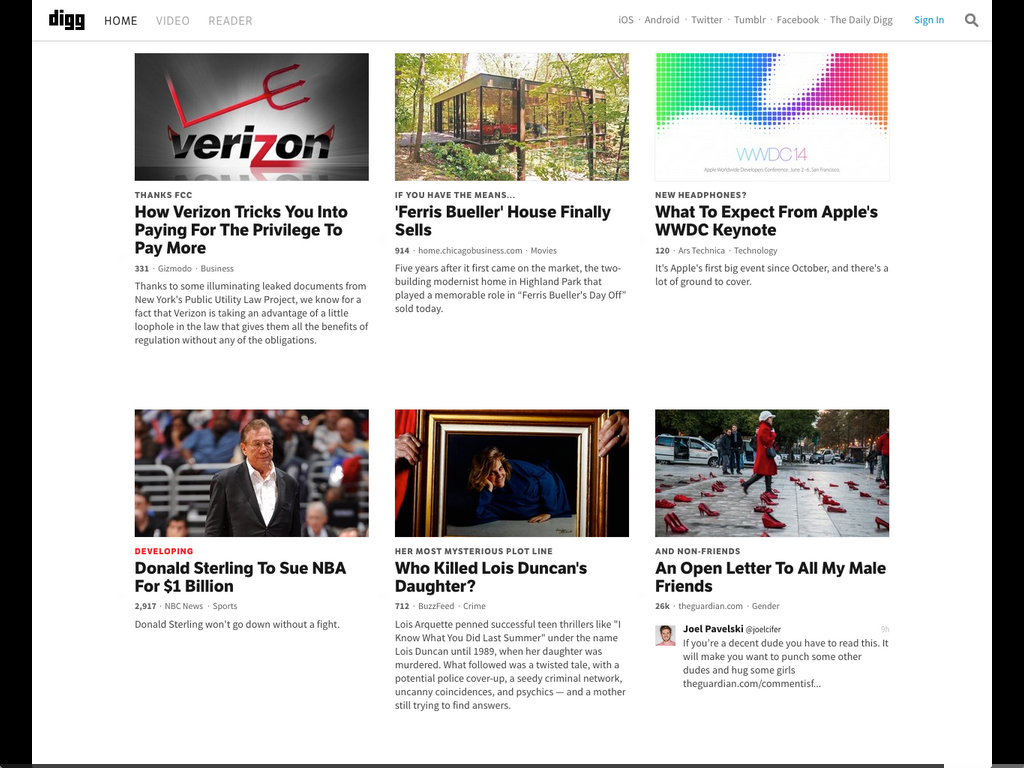 digg HOME VIDEO READER iOS · Android · Twitter · Tumblr · Facebook · The Daily Digg Sign In
verizon
THANKS FCC
How Verizon Tricks You Into
Paying For The Privilege To
Pay More
331 · Gizmodo · Business
Thanks to some illuminating leaked documents from
New York's Public Utility Law Project, we know for a
fact that Verizon is taking an advantage of a little
loophole in the law that gives them all the benefits of
regulation without any of the obligations.
IF YOU HAVE THE MEANS...
'Ferris Bueller' House Finally
Sells
914 · home.chicagobusiness.com · Movies
Five years after it first came on the market, the two-
building modernist home in Highland Park that
played a memorable role in “Ferris Bueller's Day Off”
sold today.
WWDC14
Apple Worldwide Developers Conference. June 2–6, San Francisco.
NEW HEADPHONES?
What To Expect From Apple's
WWDC Keynote
120 · Ars Technica · Technology
It's Apple's first big event since October, and there's a
lot of ground to cover.
DEVELOPING
Donald Sterling To Sue NBA
For $1 Billion
2,917 · NBC News · Sports
Donald Sterling won't go down without a fight.
HER MOST MYSTERIOUS PLOT LINE
Who Killed Lois Duncan's
Daughter?
712 · BuzzFeed · Crime
Lois Arquette penned successful teen thrillers like "I
Know What You Did Last Summer" under the name
Lois Duncan until 1989, when her daughter was
murdered. What followed was a twisted tale, with a
potential police cover-up, a seedy criminal network,
uncanny coincidences, and psychics — and a mother
still trying to find answers.
AND NON-FRIENDS
An Open Letter To All My Male
Friends
26k · theguardian.com · Gender
Joel Pavelski @joelcifer 9h
If you're a decent dude you have to read this. It
will make you want to punch some other
dudes and hug some girls
theguardian.com/commentisf...